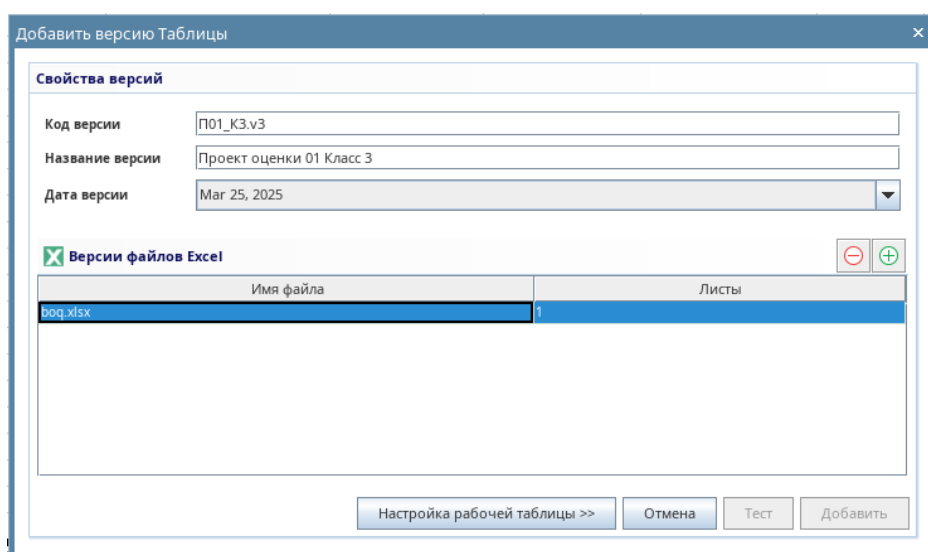 Добавить версию Таблицы
Свойства версий
Код версии П01_К3.v3
Название версии Проект оценки 01 Класс 3
Дата версии Mar 25, 2025
Версии файлов Excel
Имя файла Листы
boq.xlsx 1
Настройка рабочей таблицы >> Отмена Тест Добавить